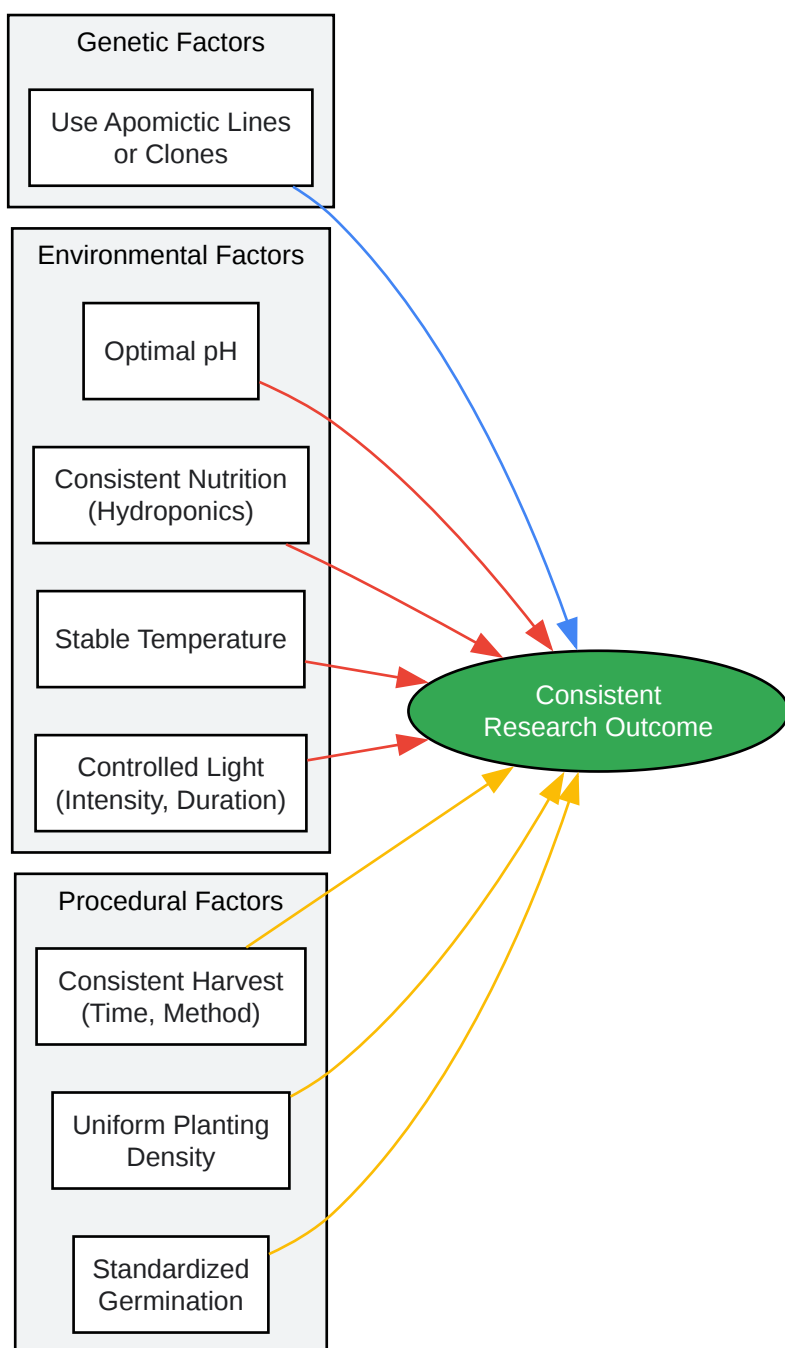 Genetic Factors
Use Apomictic Lines
or Clones
Environmental Factors
Optimal pH
Consistent Nutrition
(Hydroponics)
Stable Temperature
Controlled Light
(Intensity, Duration)
Consistent
Research Outcome
Procedural Factors
Consistent Harvest
(Time, Method)
Uniform Planting
Density
Standardized
Germination